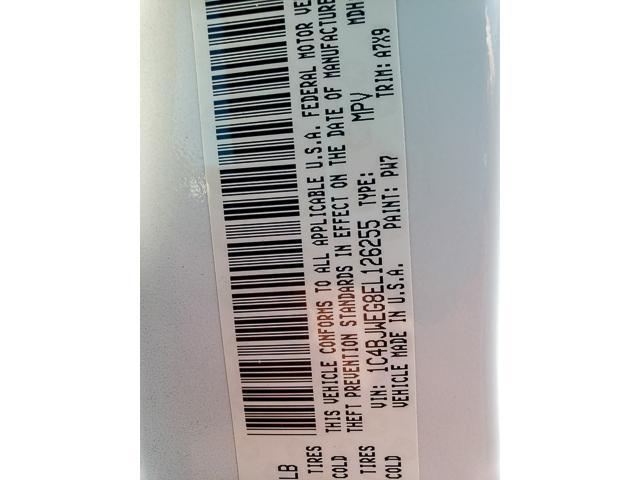 LB
TIRES
COLD
TIRES
COLD
THIS VEHICLE CONFORMS TO ALL APPLICABLE U.S.A. FEDERAL MOTOR VE
THEFT PREVENTION STANDARDS IN EFFECT ON THE DATE OF MANUFACTURE
VIN: 1C4BJWEG8EL126255 TYPE: MPV MDH
VEHICLE MADE IN U.S.A. PAINT: PW7 TRIM: A7X9